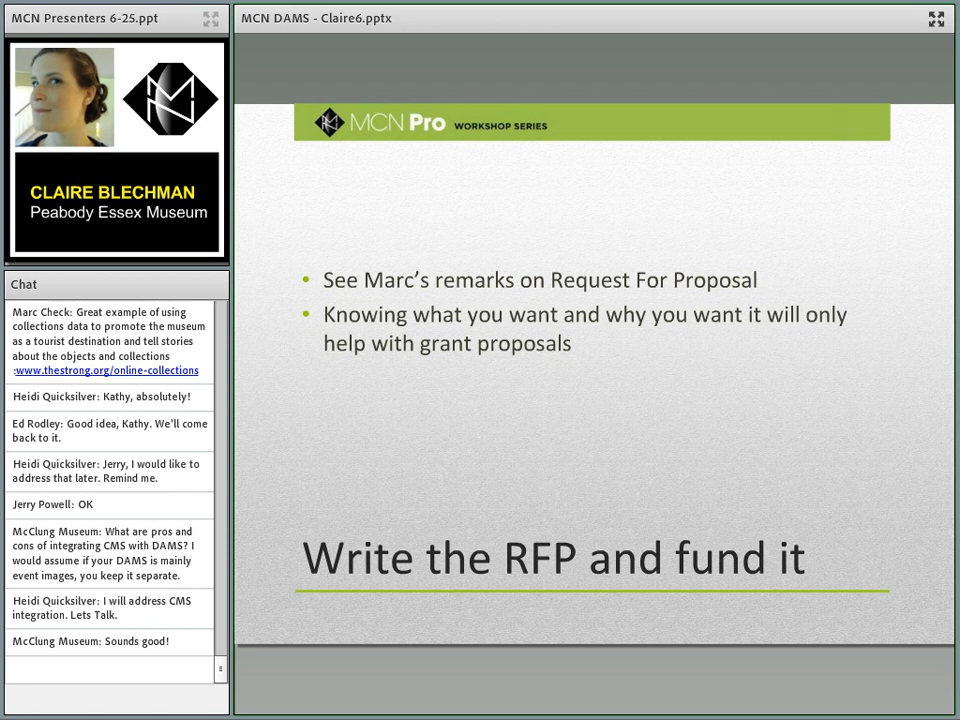 MCN Presenters 6-25.ppt
CLAIRE BLECHMAN
Peabody Essex Museum
Chat
Marc Check: Great example of using
collections data to promote the museum
as a tourist destination and tell stories
about the objects and collections
:www.thestrong.org/online-collections
Heidi Quicksilver: Kathy, absolutely!
Ed Rodley: Good idea, Kathy. We'll come
back to it.
Heidi Quicksilver: Jerry, I would like to
address that later. Remind me.
Jerry Powell: OK
McClung Museum: What are pros and
cons of integrating CMS with DAMS? I
would assume if your DAMS is mainly
event images, you keep it separate.
Heidi Quicksilver: I will address CMS
integration. Lets Talk.
McClung Museum: Sounds good!
MCN DAMS - Claire6.pptx
MCN Pro WORKSHOP SERIES
• See Marc’s remarks on Request For Proposal
• Knowing what you want and why you want it will only
help with grant proposals
Write the RFP and fund it